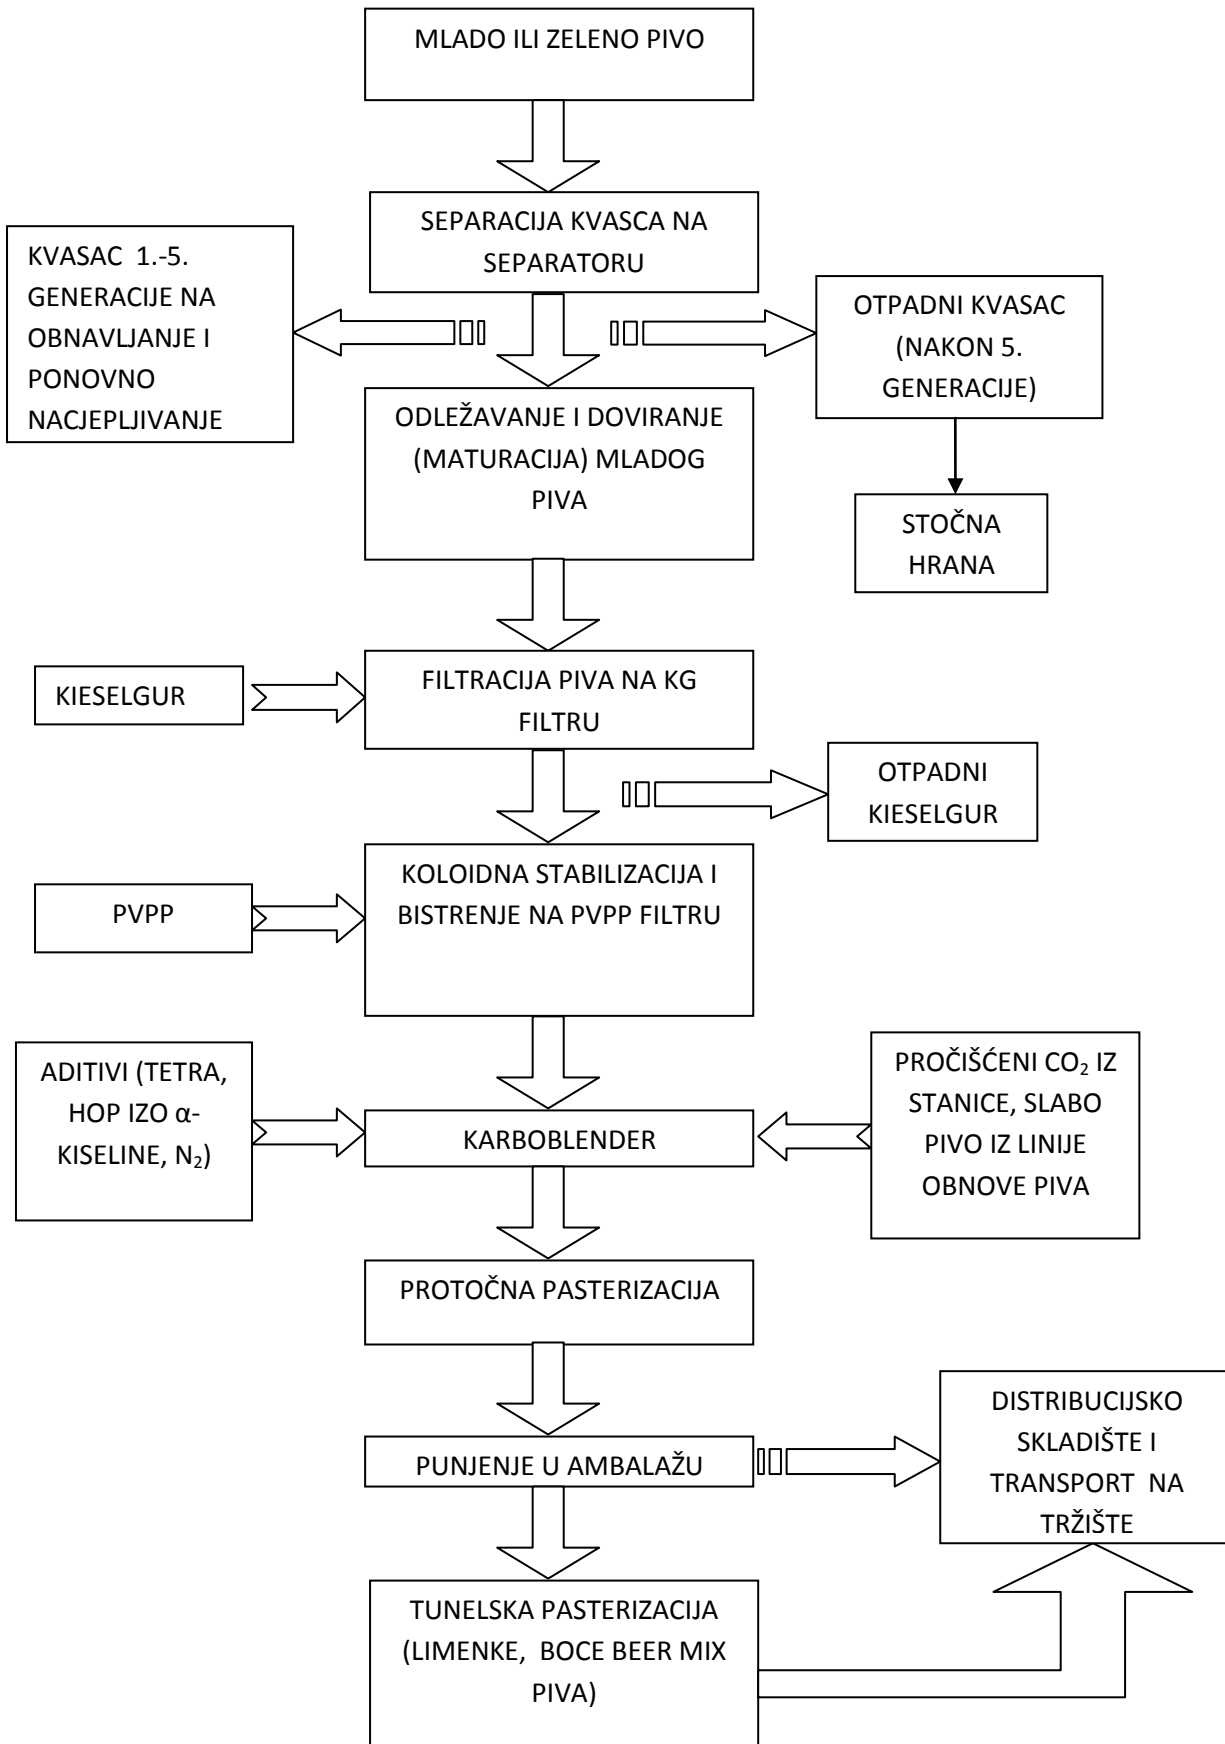 MLADO ILI ZELENO PIVO
SEPARACIJA KVASCA NA
SEPARATORU
KVASAC  1.-5.
GENERACIJE NA
OBNAVLJANJE I
PONOVNO
NACJEPLJIVANJE
OTPADNI KVASAC
(NAKON 5.
GENERACIJE)
ODLEŽAVANJE I DOVIRANJE
(MATURACIJA) MLADOG
PIVA
STOČNA
HRANA
KIESELGUR
FILTRACIJA PIVA NA KG
FILTRU
OTPADNI
KIESELGUR
KOLOIDNA STABILIZACIJA I
BISTRENJE NA PVPP FILTRU
PVPP
ADITIVI (TETRA,
HOP IZO α-
KISELINE, N₂)
KARBOBLENDER
PROČIŠĆENI CO₂ IZ
STANICE, SLABO
PIVO IZ LINIJE
OBNOVE PIVA
PROTOČNA PASTERIZACIJA
PUNJENJE U AMBALAŽU
DISTRIBUCIJSKO
SKLADIŠTE I
TRANSPORT  NA
TRŽIŠTE
TUNELSKA PASTERIZACIJA
(LIMENKE,  BOCE BEER MIX
PIVA)